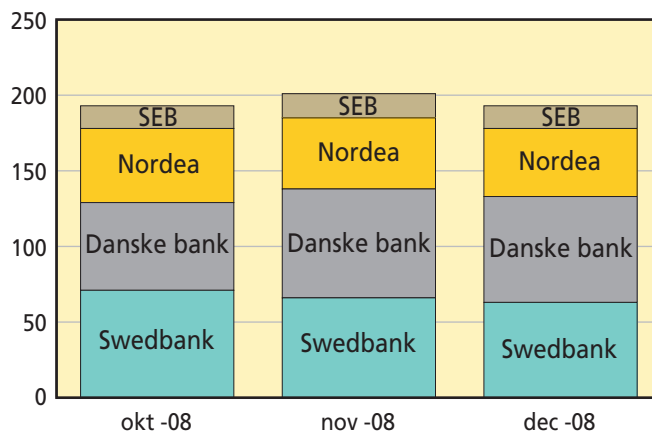 250
200
150
100
50
0
SEB
Nordea
Danske bank
Swedbank
SEB
Nordea
Danske bank
Swedbank
SEB
Nordea
Danske bank
Swedbank
okt -08
nov -08
dec -08